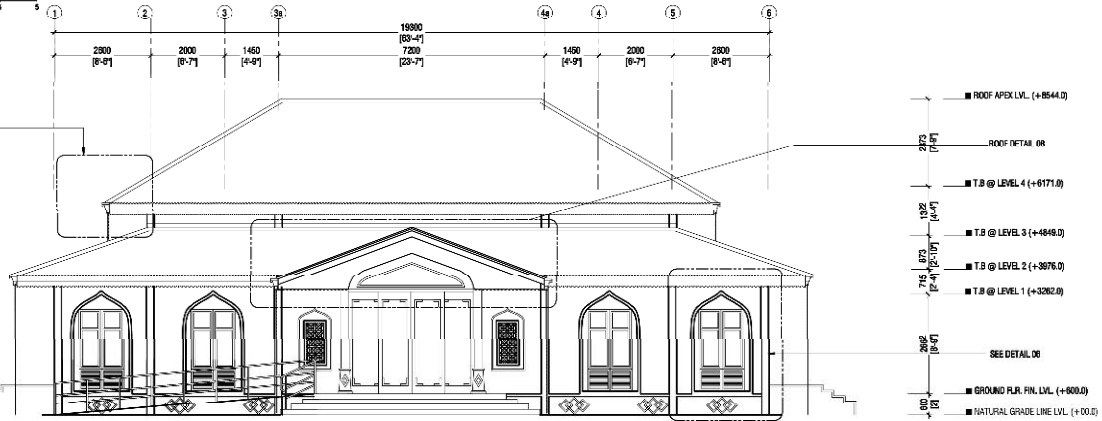 5
1 2 3 3a 4a 4 5 6
19300
[63'-4"]
2600 2000 1450 7200 1450 2000 2600
[8'-6"] [6'-7"] [4'-9"] [23'-7"] [4'-9"] [6'-7"] [8'-6"]
ROOF APEX LVL. (+8544.0)
2373
[7'-9"]
ROOF DETAIL 08
T.B @ LEVEL 4 (+6171.0)
1322
[4'-4"]
T.B @ LEVEL 3 (+4849.0)
873
[2'-10"]
T.B @ LEVEL 2 (+3976.0)
715
[2'-4"]
T.B @ LEVEL 1 (+3262.0)
2662
[8'-9"]
SEE DETAIL 06
GROUND FLR. FIN. LVL. (+600.0)
600
[2]
NATURAL GRADE LINE LVL. (+00.0)